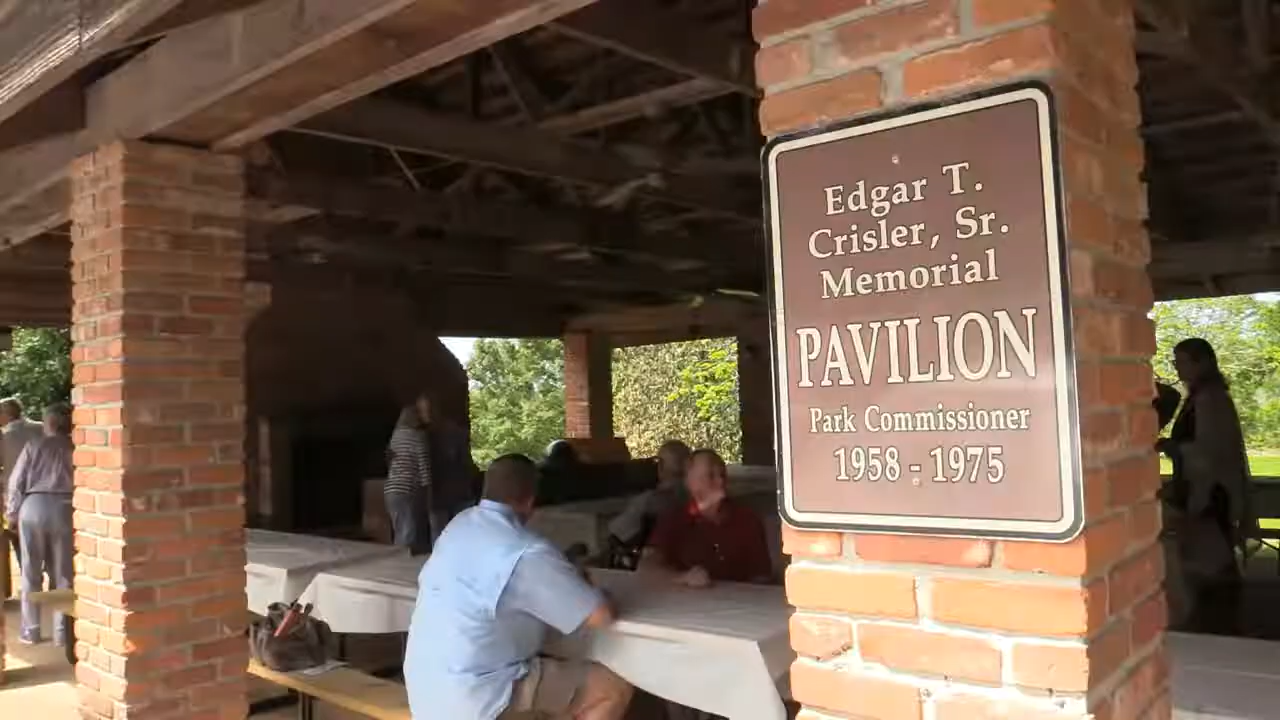 Edgar T.
Crisler, Sr.
Memorial
PAVILION
Park Commissioner
1958 - 1975